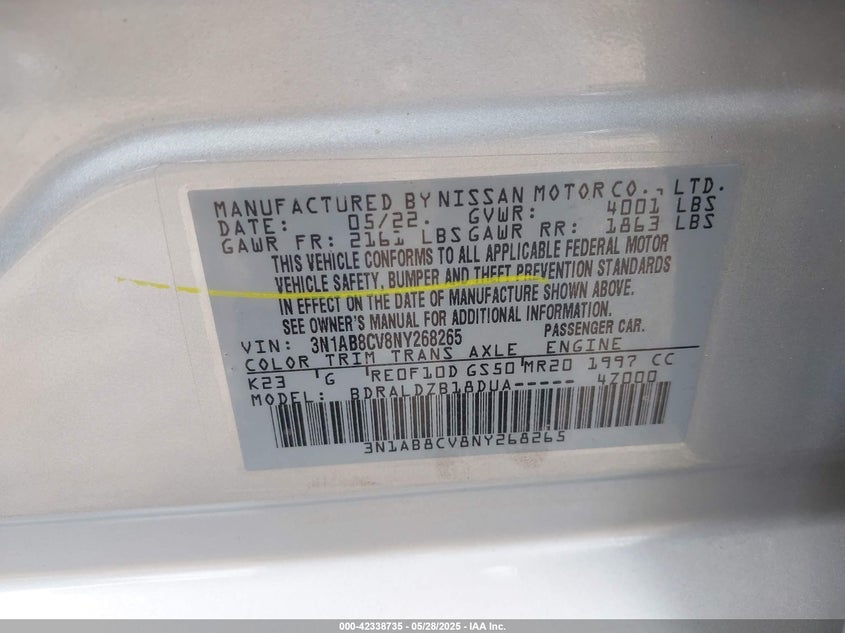 MANUFACTURED BY NISSAN MOTOR CO., LTD.
DATE: 05/22. GVWR: 4001 LBS
GAWR FR: 2161 LBS GAWR RR: 1863 LBS
THIS VEHICLE CONFORMS TO ALL APPLICABLE FEDERAL MOTOR
VEHICLE SAFETY, BUMPER AND THEFT PREVENTION STANDARDS
IN EFFECT ON THE DATE OF MANUFACTURE SHOWN ABOVE.
SEE OWNER'S MANUAL FOR ADDITIONAL INFORMATION.
VIN: 3N1AB8CV8NY268265 PASSENGER CAR.
COLOR TRIM TRANS AXLE ENGINE
K23 G RE0F10D GS50 MR20 1997 CC
MODEL: BDRALDZB18DUA----- 47000
3N1AB8CV8NY268265
000-42338735 - 05/28/2025 - IAA Inc.